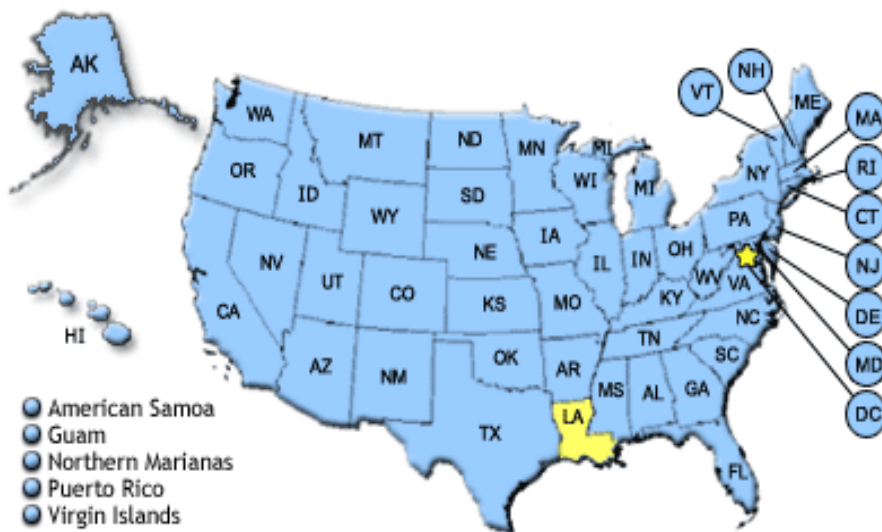 AK
NH
VT
ME
MA
WA
MT
ND
MN
MI
RI
OR
ID
SD
WI
MI
NY
CT
WY
PA
NJ
IA
NE
NV
UT
CO
IL
IN
OH
WV
VA
DE
CA
KS
MO
KY
NC
MD
HI
TN
DC
AZ
NM
OK
AR
SC
MS
AL
GA
LA
TX
FL
American Samoa
Guam
Northern Marianas
Puerto Rico
Virgin Islands